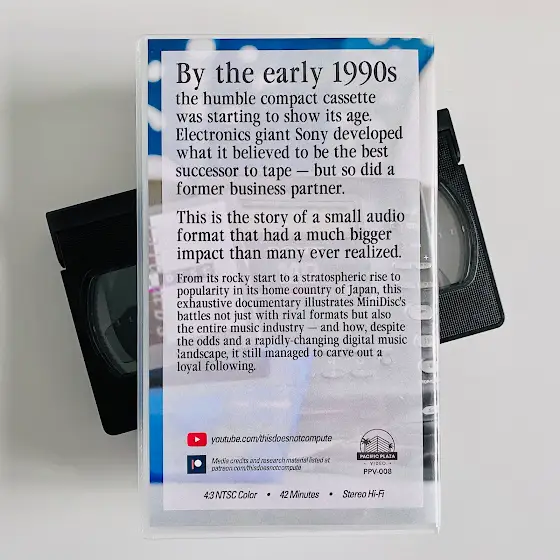 By the early 1990s
the humble compact cassette
was starting to show its age.
Electronics giant Sony developed
what it believed to be the best
successor to tape — but so did a
former business partner.
This is the story of a small audio
format that had a much bigger
impact than many ever realized.
From its rocky start to a stratospheric rise to
popularity in its home country of Japan, this
exhaustive documentary illustrates MiniDisc's
battles not just with rival formats but also
the entire music industry — and how, despite
the odds and a rapidly-changing digital music
landscape, it still managed to carve out a
loyal following.
youtube.com/thisdoesnotcompute
Media credits and research material listed at
patreon.com/thisdoesnotcompute
PACIFIC PLAZA
VIDEO
PPV-008
4:3 NTSC Color • 42 Minutes • Stereo Hi-Fi